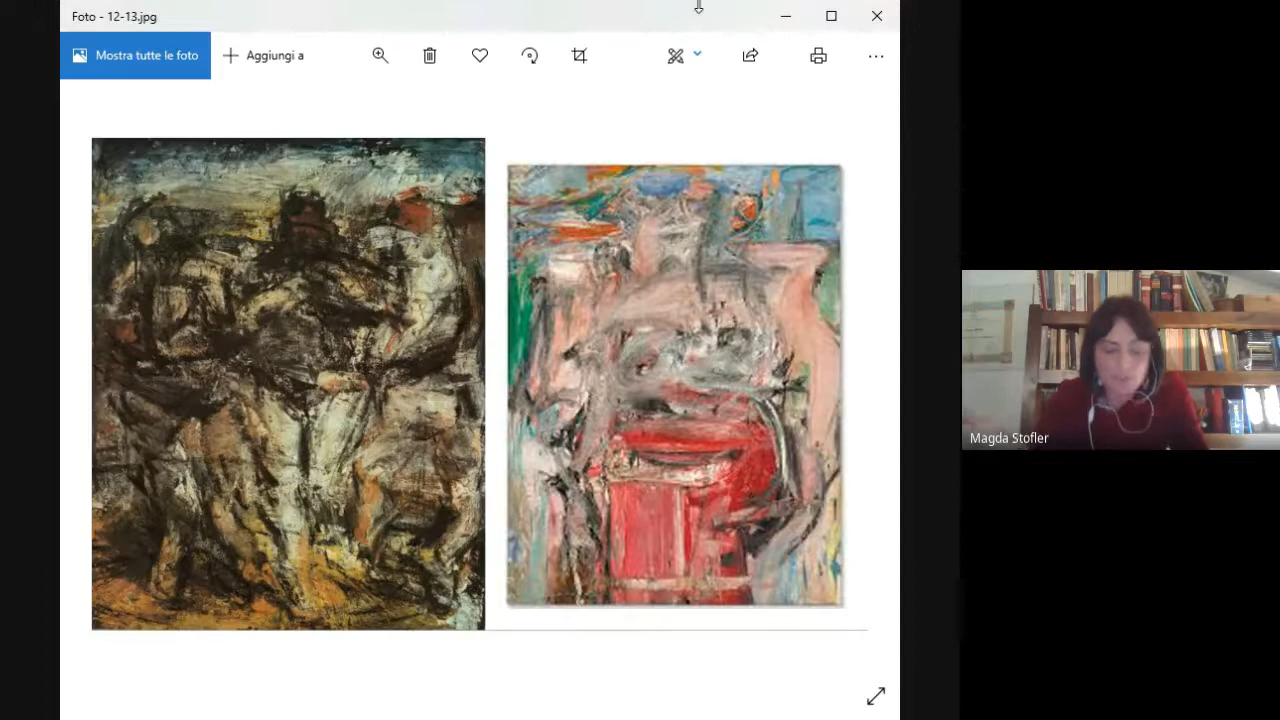 Foto - 12-13.jpg
Mostra tutte le foto
Aggiungi a
Magda Stofler